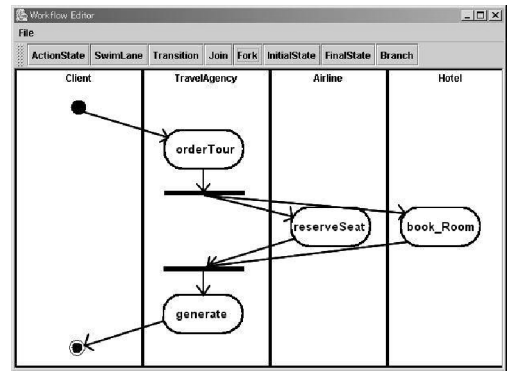 Workflow Editor
File
ActionState SwimLane Transition Join Fork InitialState FinalState Branch
Client TravelAgency Airline Hotel
orderTour
reserveSeat book_Room
generate